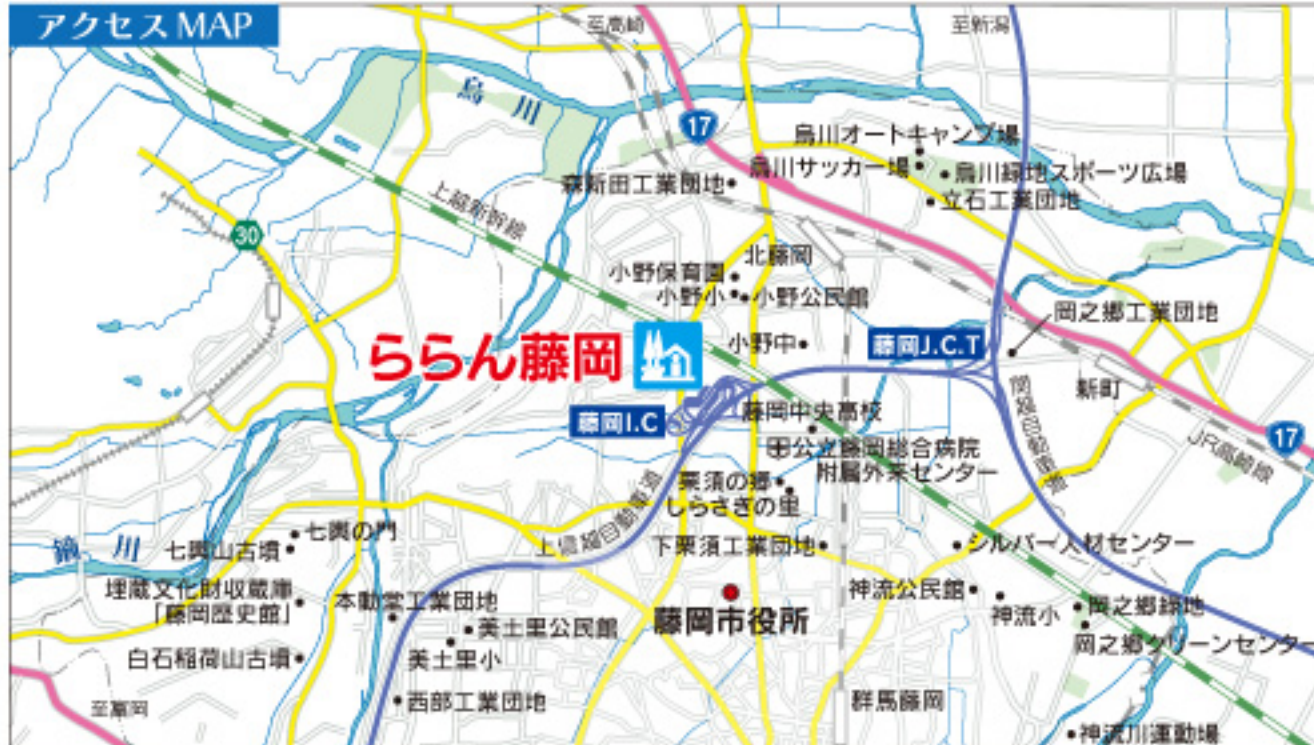 アクセスMAP
至高崎
至新潟
烏川
17
烏川オートキャンプ場
烏川サッカー場
烏川緑地スポーツ広場
森新田工業団地
立石工業団地
上越新幹線
30
北藤岡
小野保育園
小野小
小野公民館
岡之郷工業団地
ららん藤岡
小野中
藤岡J.C.T
新町
藤岡I.C
藤岡中央高校
17
JR高崎線
公立藤岡総合病院
附属外来センター
関越自動車道
栗須の郷
しらさぎの里
上信越自動車道
七輿の門
七輿山古墳
鏑川
下栗須工業団地
シルバー人材センター
埋蔵文化財収蔵庫
「藤岡歴史館」
本動堂工業団地
神流公民館
神流小
岡之郷緑地
藤岡市役所
美土里公民館
美土里小
岡之郷クリーンセンター
白石稲荷山古墳
西部工業団地
群馬藤岡
至富岡
神流川運動場